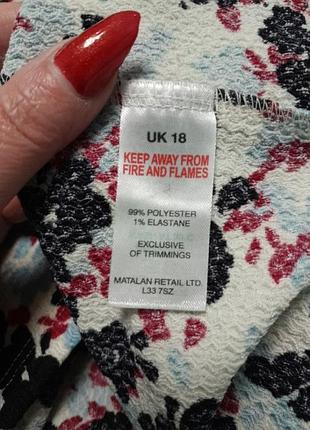 UK 18
KEEP AWAY FROM
FIRE AND FLAMES
99% POLYESTER
1% ELASTANE
EXCLUSIVE
OF TRIMMINGS
MATALAN RETAIL LTD.
L33 7SZ